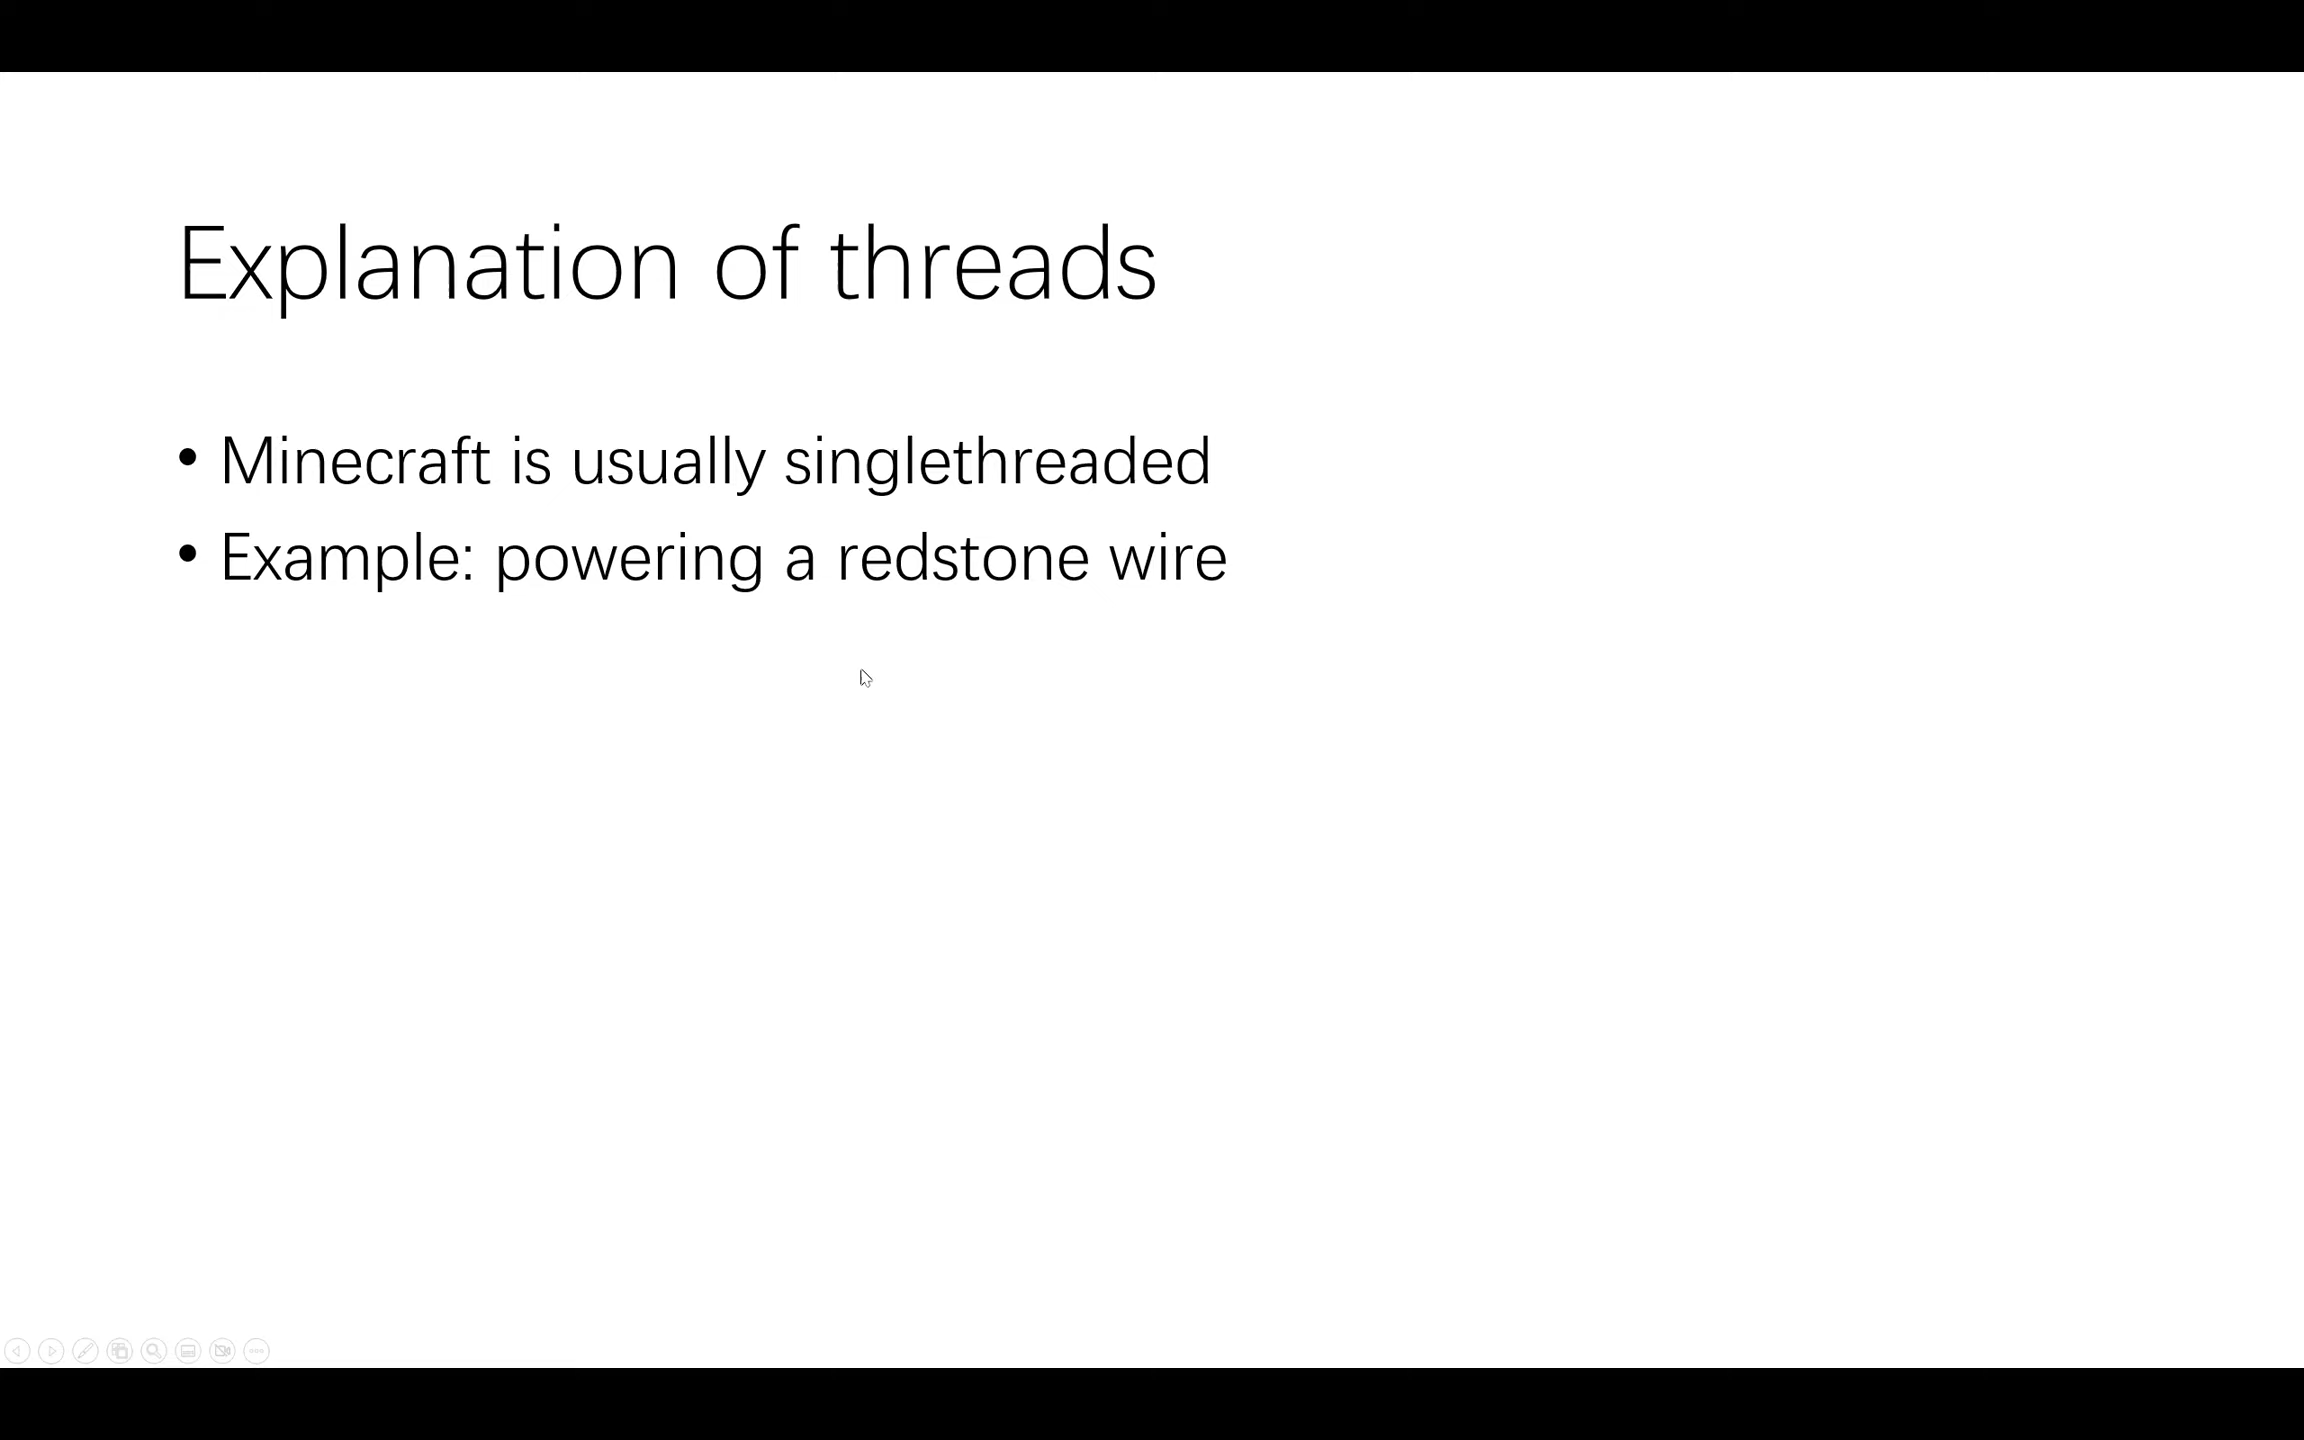 Explanation of threads
• Minecraft is usually singlethreaded
• Example: powering a redstone wire